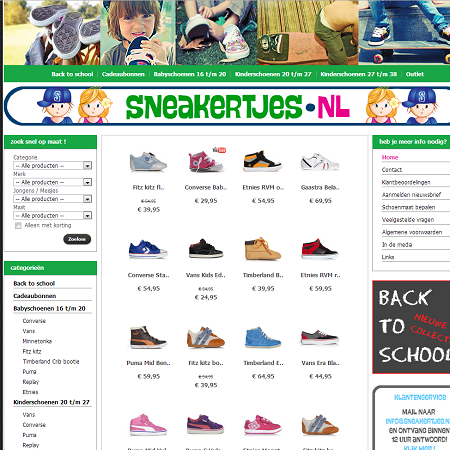 Back to school | Cadeaubonnen | Babyschoenen 16 t/m 20 | Kinderschoenen 20 t/m 27 | Kinderschoenen 27 t/m 38 | Outlet
SNEAKERTJES•NL
zoek snel op maat !
Categorie
-- Alle producten --
Merk
-- Alle producten --
Jongens / Meisjes
-- Alle producten --
Maat
-- Alle producten --
Alleen met korting
Zoeken
categorieën
Back to school
Cadeaubonnen
Babyschoenen 16 t/m 20
Converse
Vans
Minnetonka
Fitz kitz
Timberland Crib bootie
Puma
Replay
Etnies
Kinderschoenen 20 t/m 27
Vans
Converse
Puma
Replay
Fitz kitz fl..
€ 54,95
€ 39,95
Converse Bab..
€ 29,95
Etnies RVM o..
€ 54,95
Gaastra Bela..
€ 69,95
Converse Sta..
€ 54,95
Vans Kids Ed..
€ 24,95
Timberland B..
€ 39,95
Etnies RVM r..
€ 59,95
Puma Mid Ben..
€ 59,95
Fitz kitz bo..
€ 54,95
€ 39,95
Timberland E..
€ 64,95
Vans Era Bla..
€ 44,95
heb je meer info nodig?
Home
Contact
Klantbeoordelingen
Aanmelden nieuwsbrief
Schoenmaat bepalen
Veelgestelde vragen
Algemene voorwaarden
In de media
Links
BACK
TO
SCHOOL
NIEUWE
COLLECT
KLANTENSERVICE
MAIL NAAR
INFO@SNEAKERTJES.N
EN ONTVANG BINNEN
12 UUR ANTWOORD!